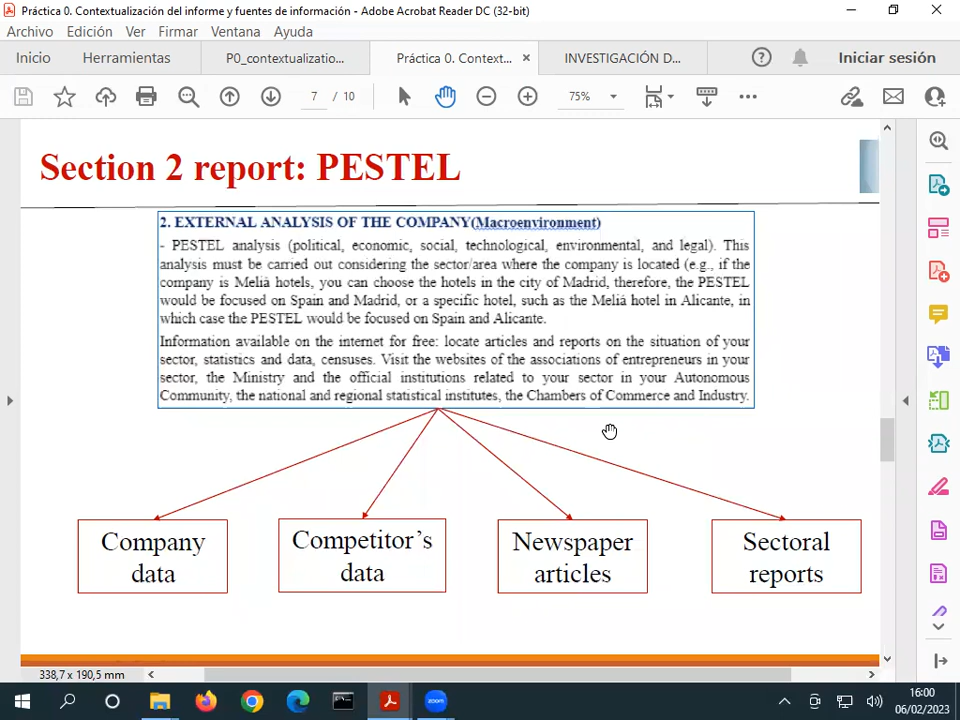 Práctica 0. Contextualización del informe y fuentes de información - Adobe Acrobat Reader DC (32-bit)
Archivo Edición Ver Firmar Ventana Ayuda
Inicio Herramientas P0_contextualizatio... Práctica 0. Context... × INVESTIGACIÓN D... Iniciar sesión
7 / 10 75%
Section 2 report: PESTEL
2. EXTERNAL ANALYSIS OF THE COMPANY(Macroenvironment)
- PESTEL analysis (political, economic, social, technological, environmental, and legal). This
analysis must be carried out considering the sector/area where the company is located (e.g., if the
company is Meliá hotels, you can choose the hotels in the city of Madrid, therefore, the PESTEL
would be focused on Spain and Madrid, or a specific hotel, such as the Meliá hotel in Alicante, in
which case the PESTEL would be focused on Spain and Alicante.
Information available on the internet for free: locate articles and reports on the situation of your
sector, statistics and data, censuses. Visit the websites of the associations of entrepreneurs in your
sector, the Ministry and the official institutions related to your sector in your Autonomous
Community, the national and regional statistical institutes, the Chambers of Commerce and Industry.
Company
data
Competitor's
data
Newspaper
articles
Sectoral
reports
338,7 x 190,5 mm
zoom
16:00
06/02/2023